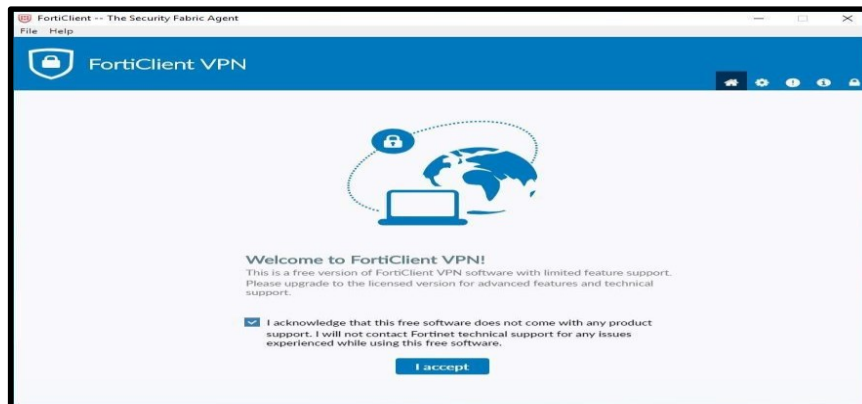 FortiClient -- The Security Fabric Agent
File Help
FortiClient VPN
Welcome to FortiClient VPN!
This is a free version of FortiClient VPN software with limited feature support.
Please upgrade to the licensed version for advanced features and technical
support.
I acknowledge that this free software does not come with any product
support. I will not contact Fortinet technical support for any issues
experienced while using this free software.
I accept